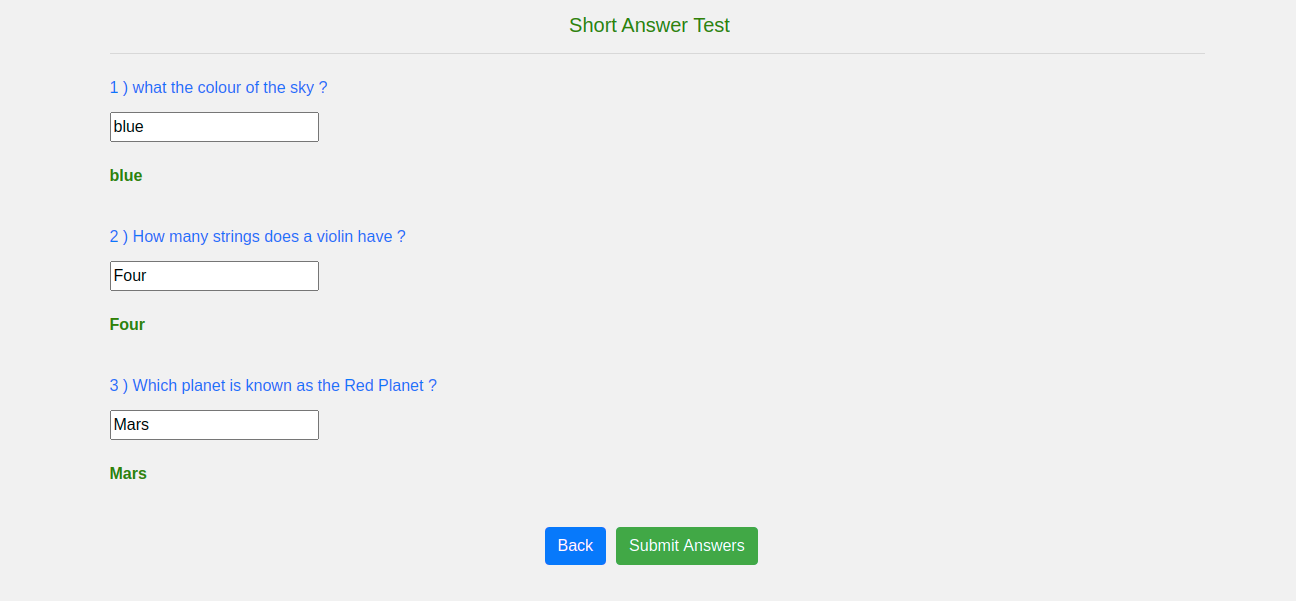 Short Answer Test
1 ) what the colour of the sky ?
blue
blue
2 ) How many strings does a violin have ?
Four
Four
3 ) Which planet is known as the Red Planet ?
Mars
Mars
Back Submit Answers